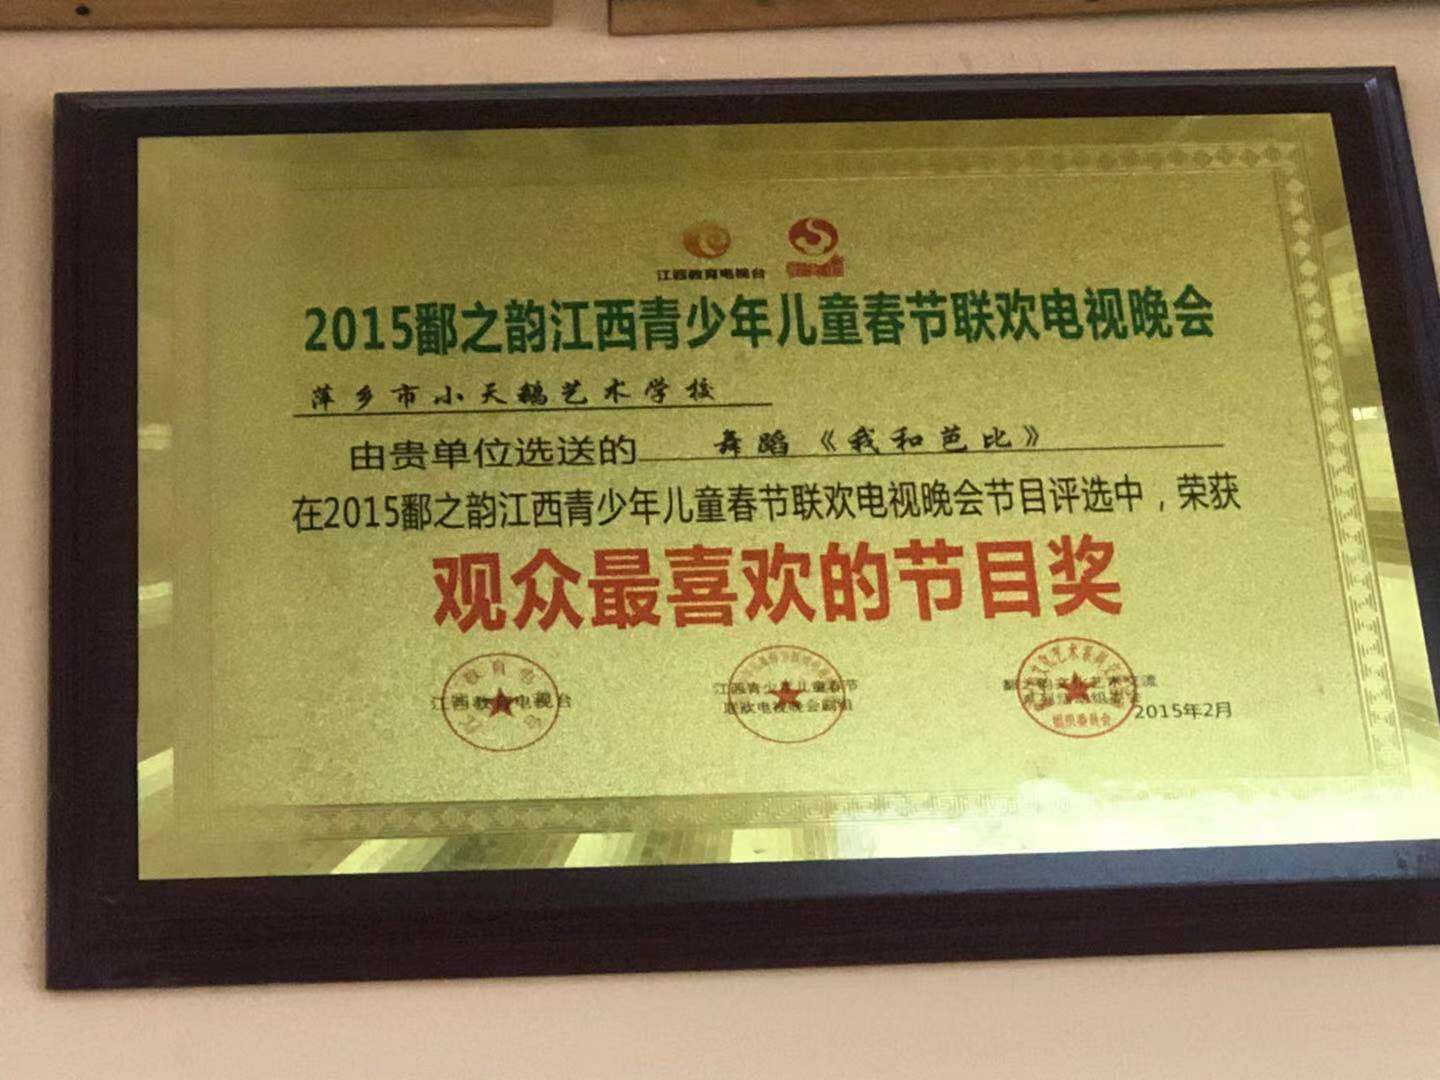 江西教育电视台
2015鄱之韵江西青少年儿童春节联欢电视晚会
萍乡市小天鹅艺术学校
由贵单位选送的 舞蹈《我和芭比》
在2015鄱之韵江西青少年儿童春节联欢电视晚会节目评选中，荣获
观众最喜欢的节目奖
江西教育电视台
江西青少年儿童春节
联欢电视晚会剧组
组织委员会
2015年2月